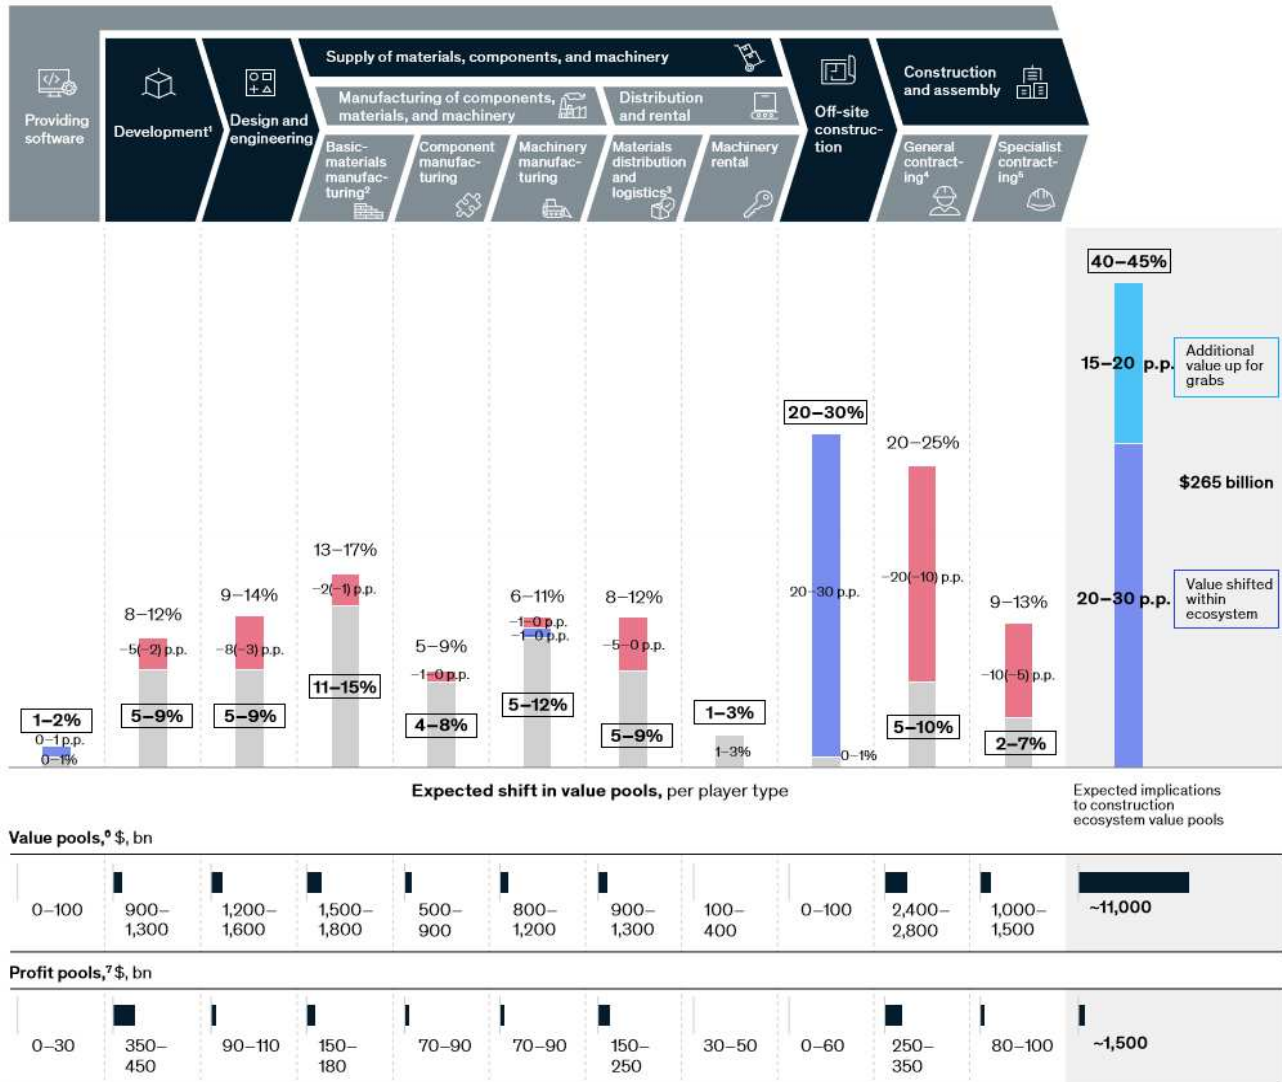 Supply of materials, components, and machinery
Construction
and assembly
Providing
software
Development¹
Design and
engineering
Manufacturing of components,
materials, and machinery
Distribution
and rental
Off-site
construc-
tion
Basic-
materials
manufac-
turing²
Component
manufac-
turing
Machinery
manufac-
turing
Materials
distribution
and
logistics³
Machinery
rental
General
contract-
ing⁴
Specialist
contract-
ing⁵
1–2%
0–1 p.p.
0–1%
8–12%
–5(–2) p.p.
5–9%
9–14%
–8(–3) p.p.
5–9%
13–17%
–2(–1) p.p.
11–15%
5–9%
–1–0 p.p.
4–8%
6–11%
–1–0 p.p.
–1–0 p.p.
5–12%
8–12%
–5–0 p.p.
5–9%
1–3%
1–3%
20–30%
20–30 p.p.
0–1%
20–25%
–20(–10) p.p.
5–10%
9–13%
–10(–5) p.p.
2–7%
40–45%
15–20 p.p.
Additional
value up for
grabs
$265 billion
20–30 p.p.
Value shifted
within
ecosystem
Expected shift in value pools, per player type
Expected implications
to construction
ecosystem value pools
Value pools,⁶ $, bn
0–100
900–
1,300
1,200–
1,600
1,500–
1,800
500–
900
800–
1,200
900–
1,300
100–
400
0–100
2,400–
2,800
1,000–
1,500
~11,000
Profit pools,⁷ $, bn
0–30
350–
450
90–110
150–
180
70–90
70–90
150–
250
30–50
0–60
250–
350
80–100
~1,500